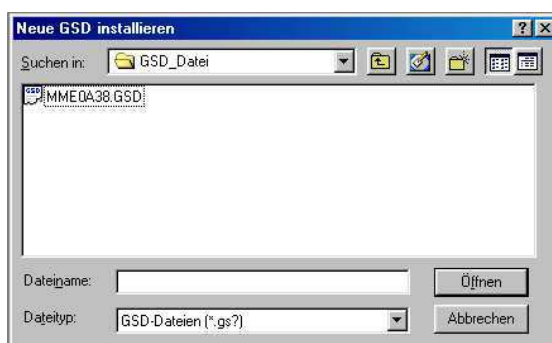 Neue GSD installieren
Suchen in: GSD_Datei
GSD MME0A38.GSD
Dateiname: Öffnen
Dateityp: GSD-Dateien (*.gs?) Abbrechen